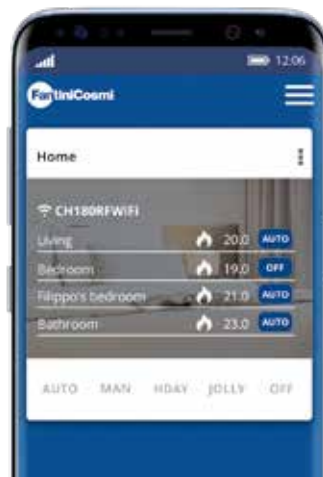 12:06
FantiniCosmi
Home
CH180RFWIFI
Living 20.0 AUTO
Bedroom 19.0 OFF
Filippo's bedroom 21.0 AUTO
Bathroom 23.0 AUTO
AUTO MAN HDAY JOLLY OFF